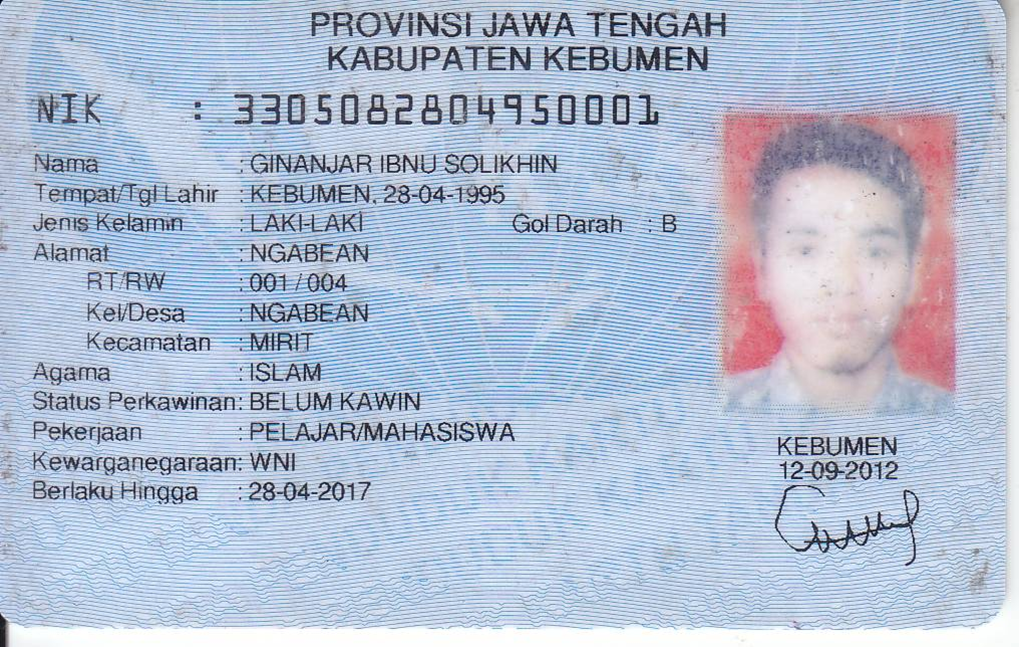 PROVINSI JAWA TENGAH
KABUPATEN KEBUMEN
NIK : 3305082804950001
Nama : GINANJAR IBNU SOLIKHIN
Tempat/Tgl Lahir : KEBUMEN, 28-04-1995
Jenis Kelamin : LAKI-LAKI Gol Darah : B
Alamat : NGABEAN
RT/RW : 001 / 004
Kel/Desa : NGABEAN
Kecamatan : MIRIT
Agama : ISLAM
Status Perkawinan: BELUM KAWIN
Pekerjaan : PELAJAR/MAHASISWA
Kewarganegaraan: WNI
Berlaku Hingga : 28-04-2017
KEBUMEN
12-09-2012